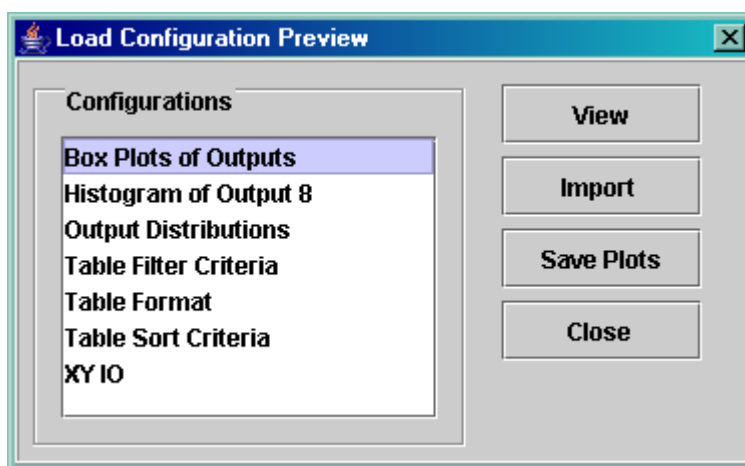 Load Configuration Preview
Configurations
Box Plots of Outputs
Histogram of Output 8
Output Distributions
Table Filter Criteria
Table Format
Table Sort Criteria
XY IO
View
Import
Save Plots
Close